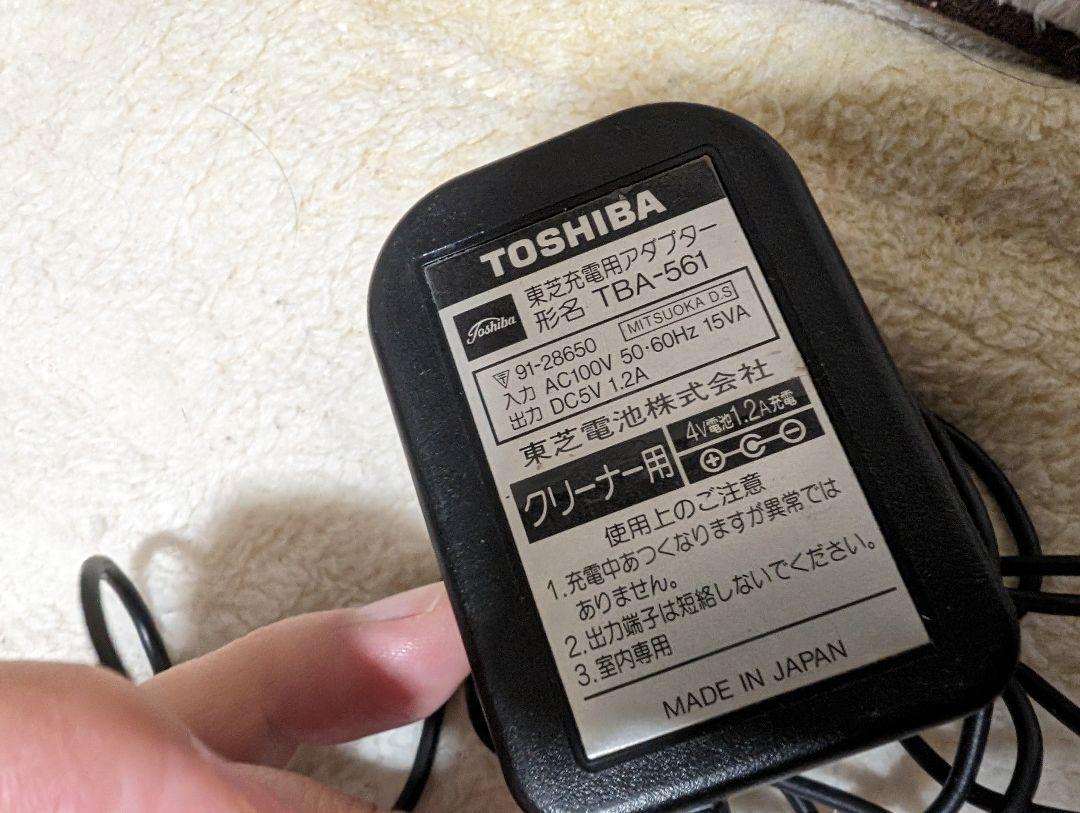 TOSHIBA
Toshiba
東芝充電用アダプター
形名 TBA-561
91-28650 MITSUOKA D.S
入力 AC100V 50·60Hz 15VA
出力 DC5V 1.2A
東芝電池株式会社
クリーナー用
4V電池1.2A充電
使用上のご注意
1.充電中あつくなりますが異常では
ありません。
2.出力端子は短絡しないでください。
3.室内専用
MADE IN JAPAN